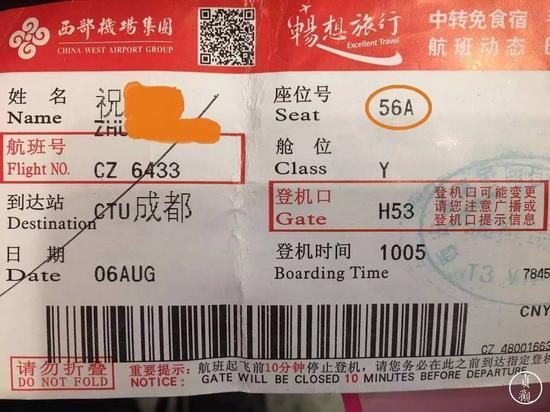 西部機場集團
CHINA WEST AIRPORT GROUP
暢想旅行
Excellent Travel
中转免食宿
航班动态
姓 名
Name
祝
ZHU
座位号
Seat
56A
航班号
Flight NO.
CZ 6433
舱 位
Class
Y
到达站
Destination
CTU成都
登机口
Gate
H53
登机口可能变更
请您注意广播或
登机口提示信息
日 期
Date
06AUG
登机时间
Boarding Time
1005
T3
7845
CNY
CZ 48001663
请勿折叠
DO NOT FOLD
重要提示:航班起飞前10分钟停止登机,请您务必在此之前到达指定登机
NOTICE: GATE WILL BE CLOSED 10 MINUTES BEFORE DEPARTURE
貞觀